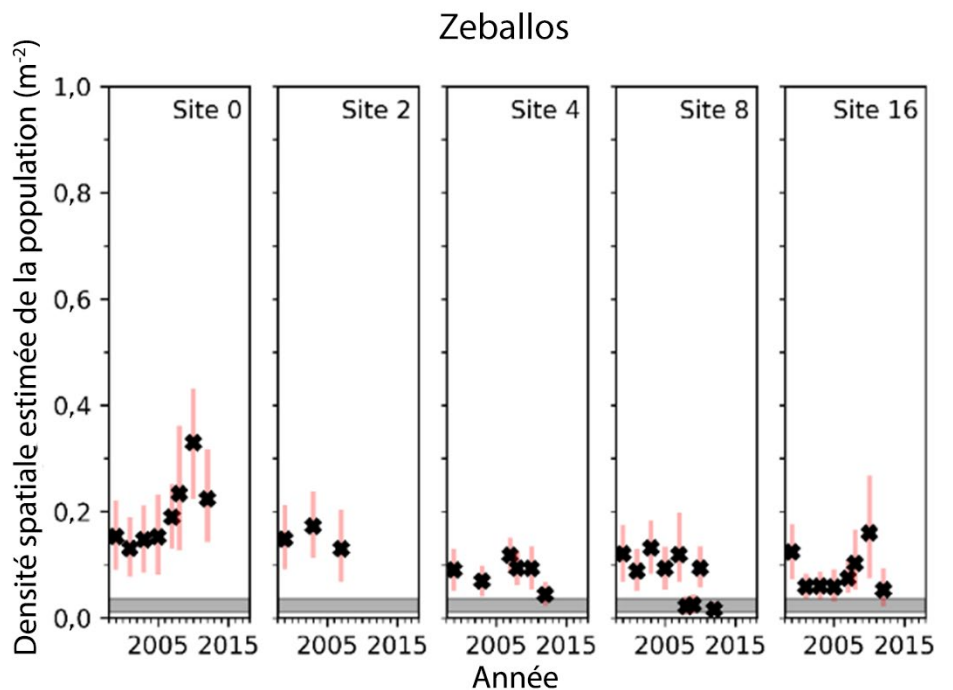 Zeballos
Densité spatiale estimée de la population (m-2)
1,0
0,8
0,6
0,4
0,2
0,0
Site 0
Site 2
Site 4
Site 8
Site 16
2005 2015 2005 2015 2005 2015 2005 2015 2005 2015
Année